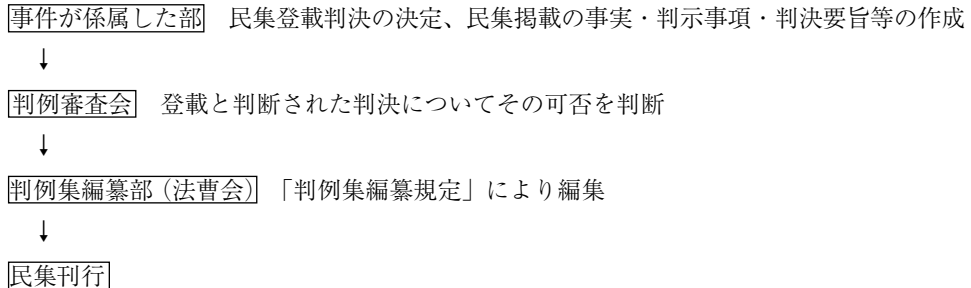 事件が係属した部 民集登載判決の決定、民集掲載の事実・判示事項・判決要旨等の作成
↓
判例審査会 登載と判断された判決についてその可否を判断
↓
判例集編纂部（法曹会） 「判例集編纂規定」により編集
↓
民集刊行